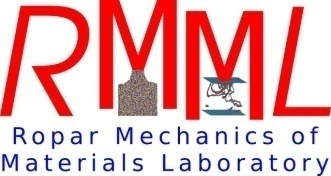 RMML
Ropar Mechanics of
Materials Laboratory